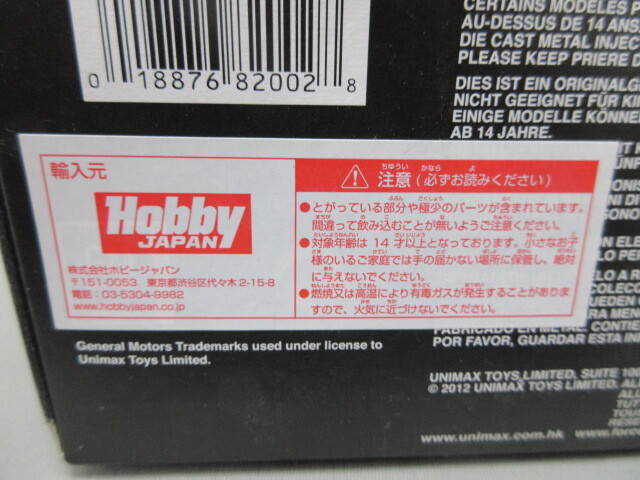 0 18876 82002 8
CERTAINS MODELES P
AU-DESSUS DE 14 ANS
DIE CAST METAL INJEC
PLEASE KEEP PRIERE D
DIES IST EIN ORIGINALG
NICHT GEEIGNET FÜR K
EINIGE MODELLE KÖNNE
AB 14 JAHRE.
輸入元
Hobby
JAPAN
株式会社ホビージャパン
〒151-0053 東京都渋谷区代々木2-15-8
電話:03-5304-9982
www.hobbyjapan.co.jp
注意(必ずお読みください)
●とがっている部分や極少のパーツが含まれています。
間違って飲み込むことが無いようご注意ください。
●対象年齢は14才以上となっております。小さなお子
様のいるご家庭では手の届かない場所に保管し、絶対
に与えないでください。
●燃焼又は高温により有毒ガスが発生することがありま
すので、火気に近づけないでください。
FABRICADO EN METAL. CONTIE
POR FAVOR, GUARDAR ESTA IN
General Motors Trademarks used under license to
Unimax Toys Limited.
UNIMAX TOYS LIMITED, SUITE 100
© 2012 UNIMAX TOYS LIMITED. AL
www.unimax.com.hk www.force